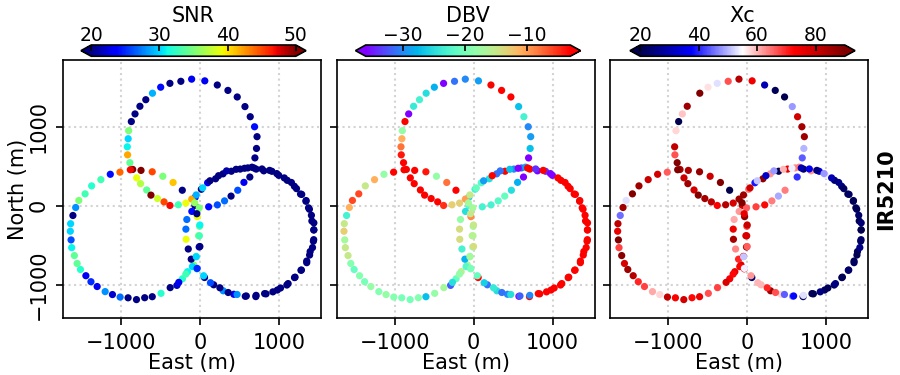 SNR DBV Xc
20 30 40 50 −30 −20 −10 20 40 60 80
1000
0
−1000
North (m)
IR5210
−1000 0 1000 −1000 0 1000 −1000 0 1000
East (m) East (m) East (m)